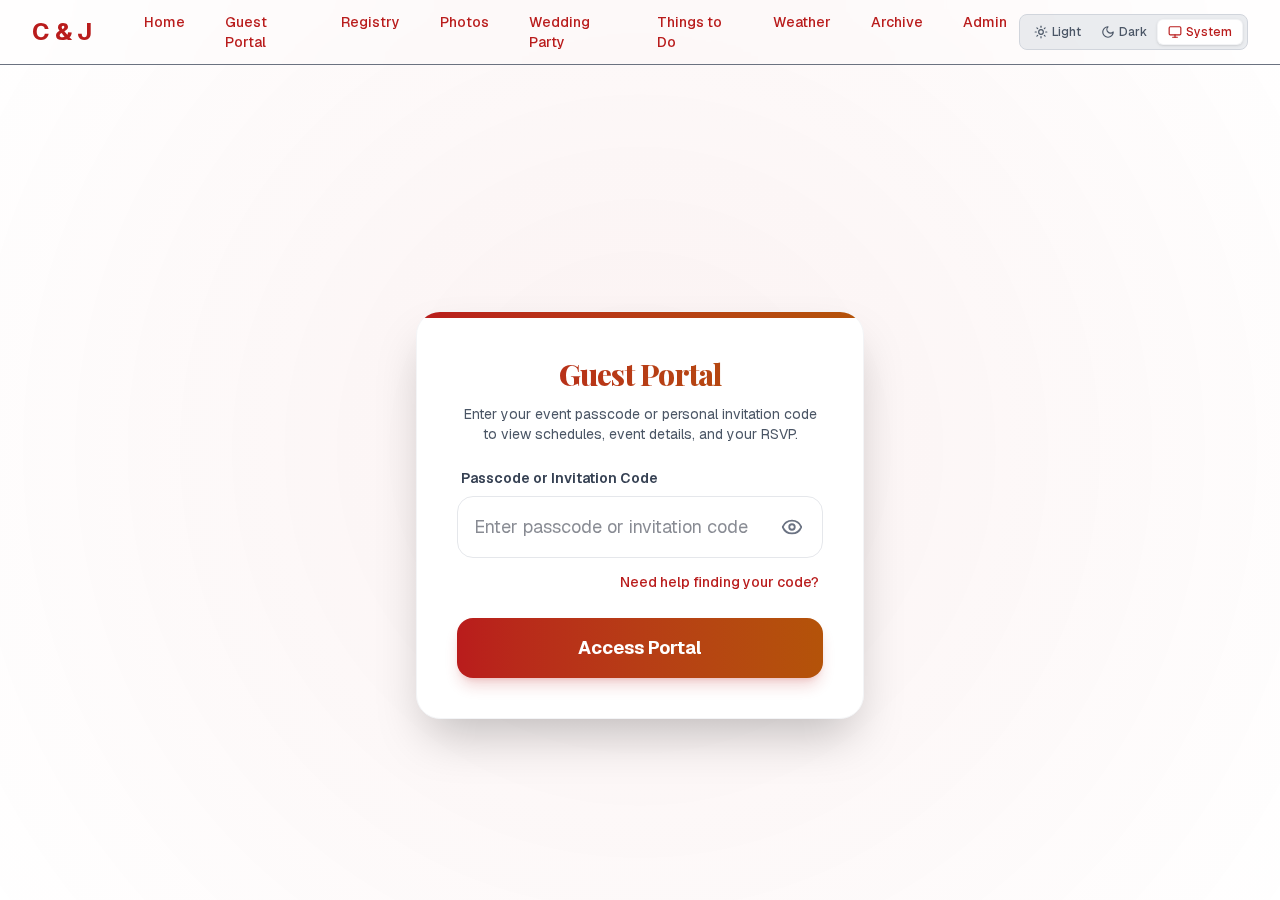 C & J
Home
Guest Portal
Registry
Photos
Wedding Party
Things to Do
Weather
Archive
Admin
Light
Dark
System
Guest Portal
Enter your event passcode or personal invitation code
to view schedules, event details, and your RSVP.
Passcode or Invitation Code
Enter passcode or invitation code
Need help finding your code?
Access Portal